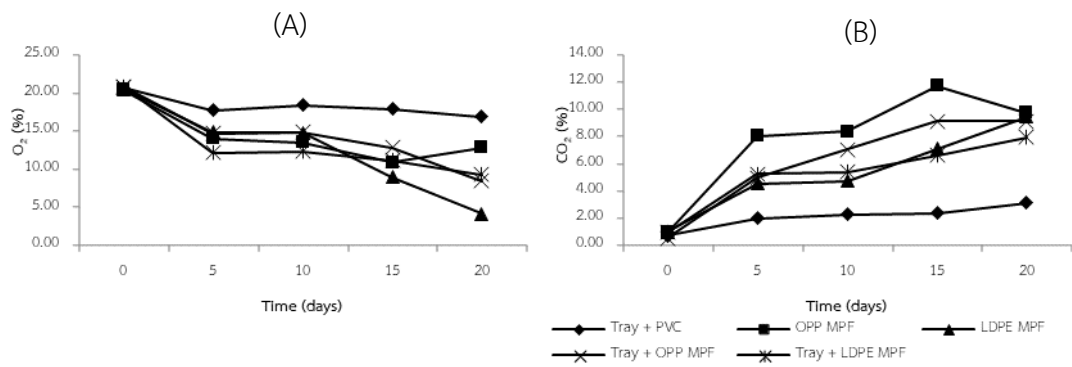 (A)
25.00
20.00
15.00
10.00
5.00
0.00
O₂ (%)
0 5 10 15 20
Time (days)
(B)
14.00
12.00
10.00
8.00
6.00
4.00
2.00
0.00
CO₂ (%)
0 5 10 15 20
Time (days)
Tray + PVC OPP MPF LDPE MPF
Tray + OPP MPF Tray + LDPE MPF